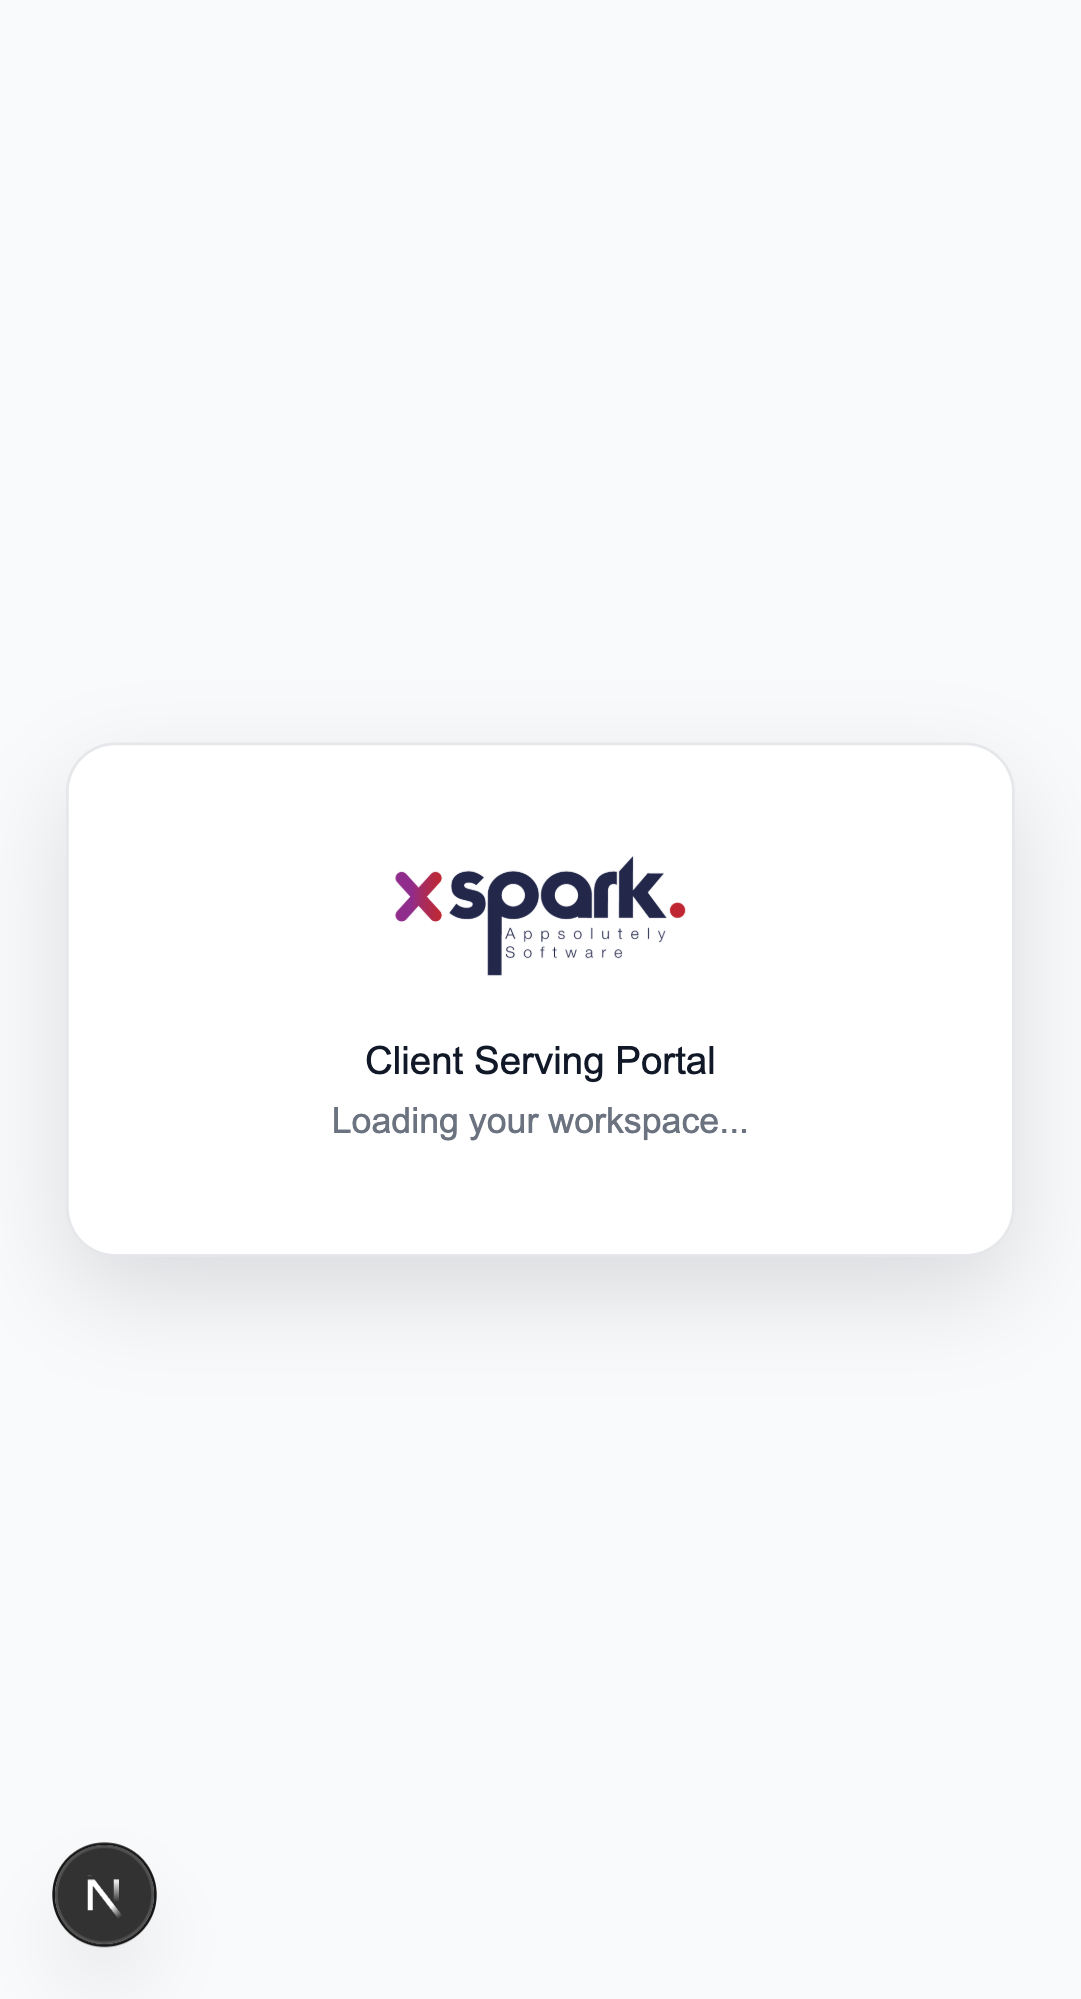 xspark.
Appsolutely
Software
Client Serving Portal
Loading your workspace...
N